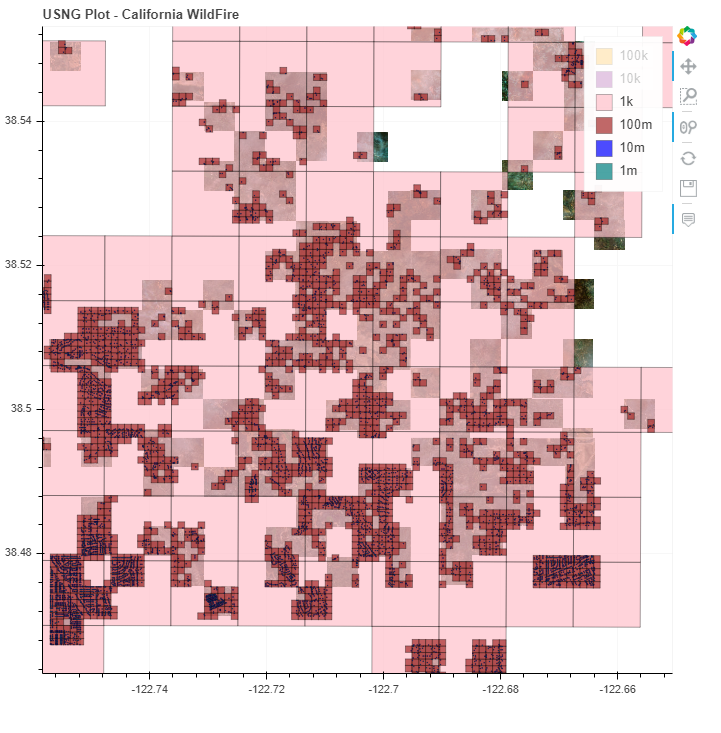 USNG Plot - California WildFire
100k
10k
1k
100m
10m
1m
38.54
38.52
38.5
38.48
-122.74
-122.72
-122.7
-122.68
-122.66